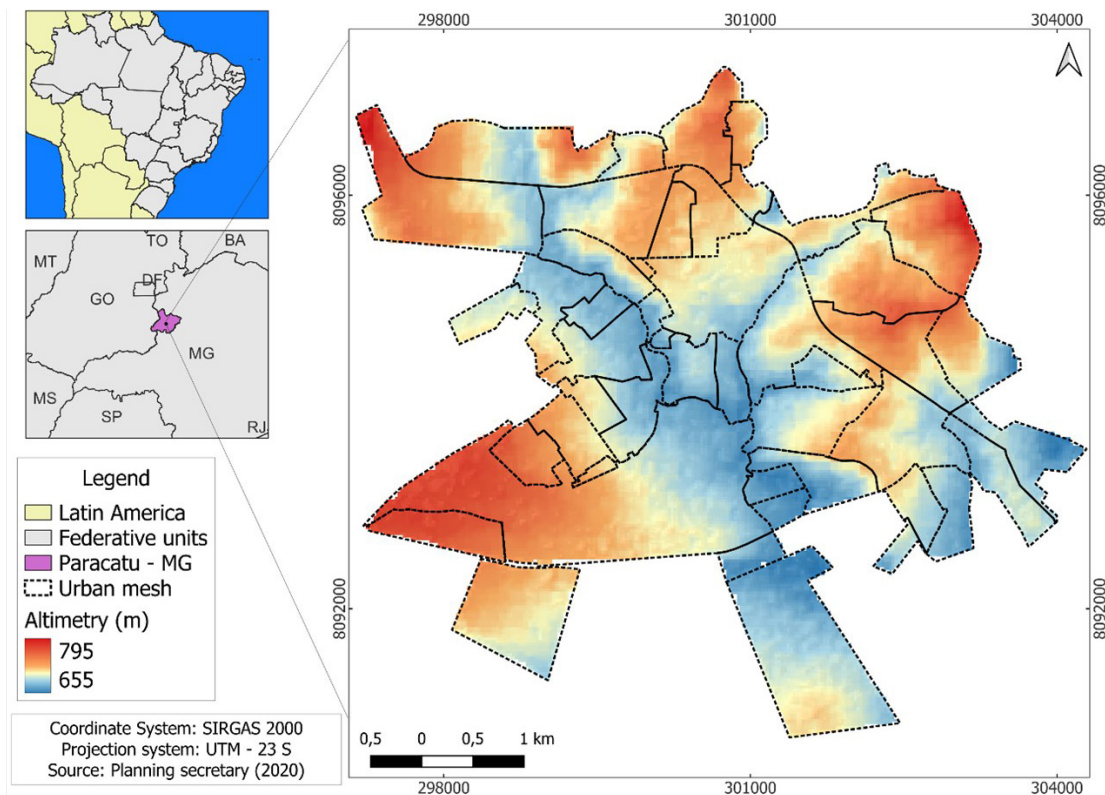 298000
301000
304000
8096000
8096000
8092000
8092000
TO
BA
MT
DF
GO
MG
MS
SP
RJ
Legend
Latin America
Federative units
Paracatu - MG
Urban mesh
Altimetry (m)
795
655
Coordinate System: SIRGAS 2000
Projection system: UTM - 23 S
Source: Planning secretary (2020)
0,5 0 0,5 1 km
298000
301000
304000